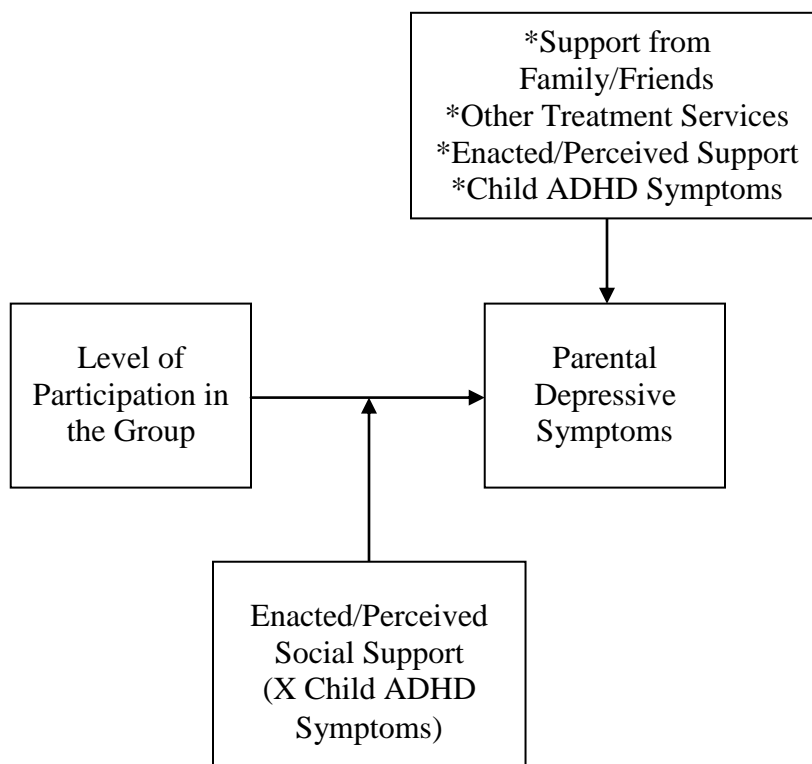 *Support from
Family/Friends
*Other Treatment Services
*Enacted/Perceived Support
*Child ADHD Symptoms
Level of
Participation in
the Group
Parental
Depressive
Symptoms
Enacted/Perceived
Social Support
(X Child ADHD
Symptoms)